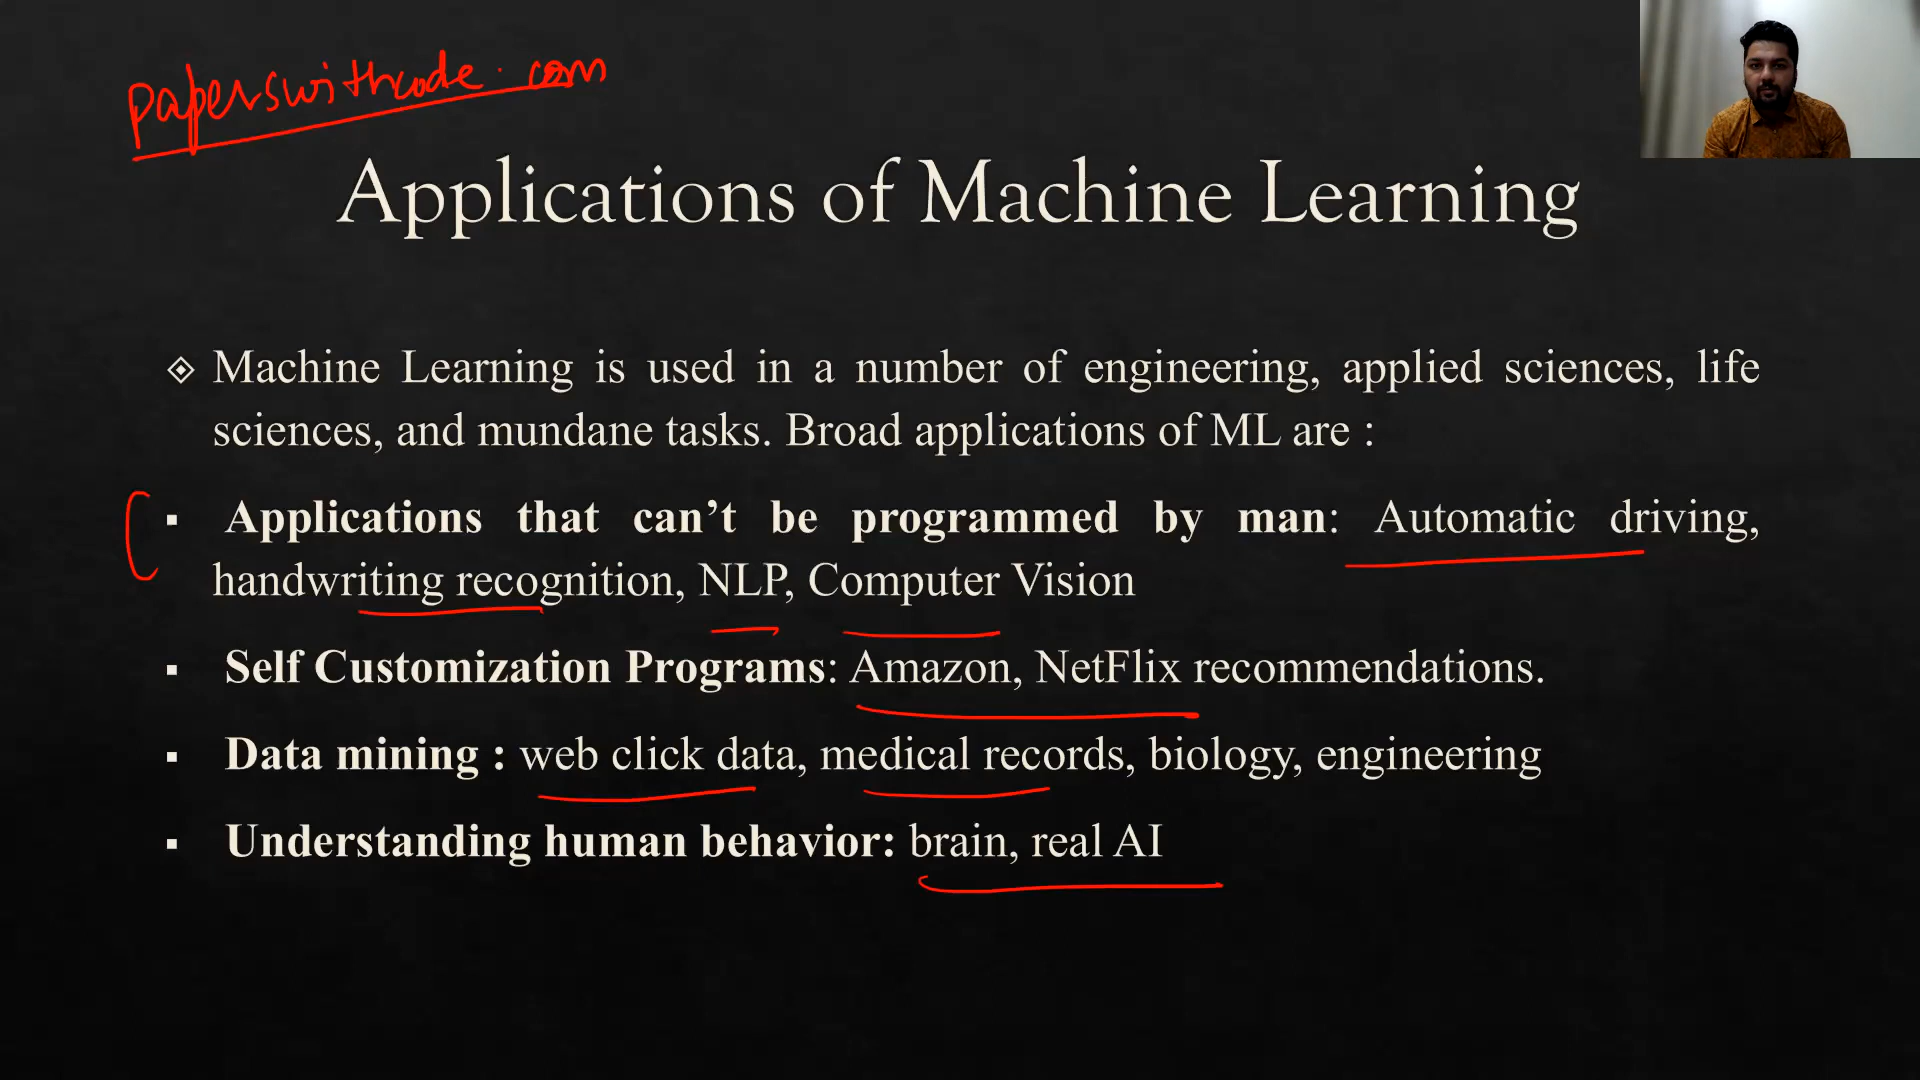 paperswithcode.com
Applications of Machine Learning
Machine Learning is used in a number of engineering, applied sciences, life
sciences, and mundane tasks. Broad applications of ML are :
▪ Applications that can’t be programmed by man: Automatic driving,
handwriting recognition, NLP, Computer Vision
▪ Self Customization Programs: Amazon, NetFlix recommendations.
▪ Data mining : web click data, medical records, biology, engineering
▪ Understanding human behavior: brain, real AI